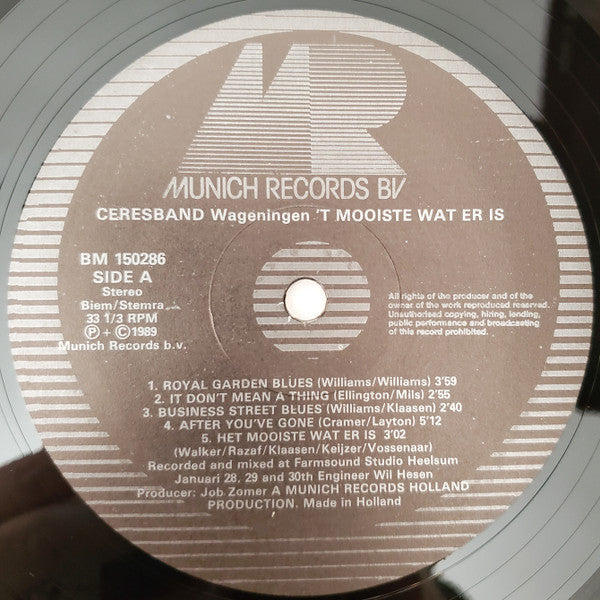 MR
MUNICH RECORDS BV
CERESBAND Wageningen 'T MOOISTE WAT ER IS
BM 150286
SIDE A
Stereo
Biem/Stemra
33 1/3 RPM
Ⓟ + ©1989
Munich Records b.v.
All rights of the producer and of the
owner of the work reproduced reserved.
Unauthorised copying, hiring, lending,
public performance and broadcasting
of this record prohibited.
1. ROYAL GARDEN BLUES (Williams/Williams) 3'59
2. IT DON'T MEAN A THING (Ellington/Mils) 2'55
3. BUSINESS STREET BLUES (Williams/Klaasen) 2'40
4. AFTER YOU'VE GONE (Cramer/Layton) 5'12
5. HET MOOISTE WAT ER IS 3'02
(Walker/Razaf/Klaasen/Keijzer/Vossenaar)
Recorded and mixed at Farmsound Studio Heelsum
Januari 28, 29 and 30th Engineer Wil Hesen
Producer: Job Zomer A MUNICH RECORDS HOLLAND
PRODUCTION. Made in Holland